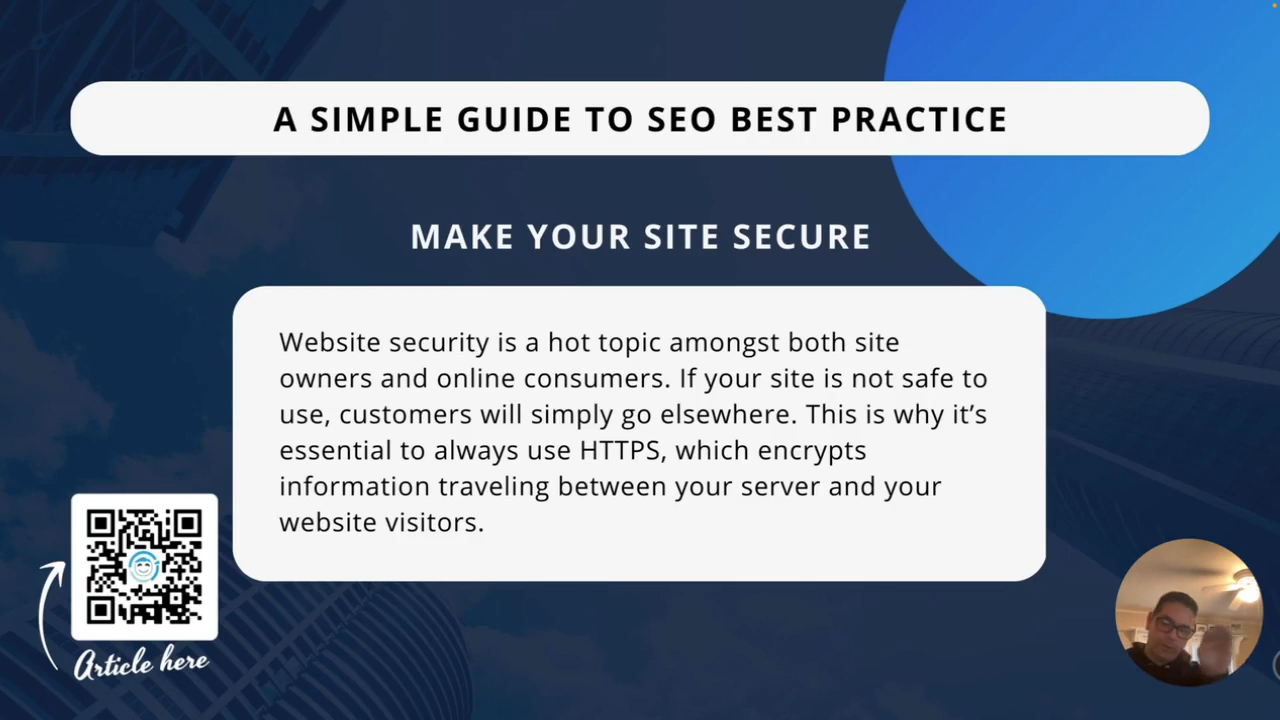 A SIMPLE GUIDE TO SEO BEST PRACTICE
MAKE YOUR SITE SECURE
Website security is a hot topic amongst both site
owners and online consumers. If your site is not safe to
use, customers will simply go elsewhere. This is why it’s
essential to always use HTTPS, which encrypts
information traveling between your server and your
website visitors.
Article here